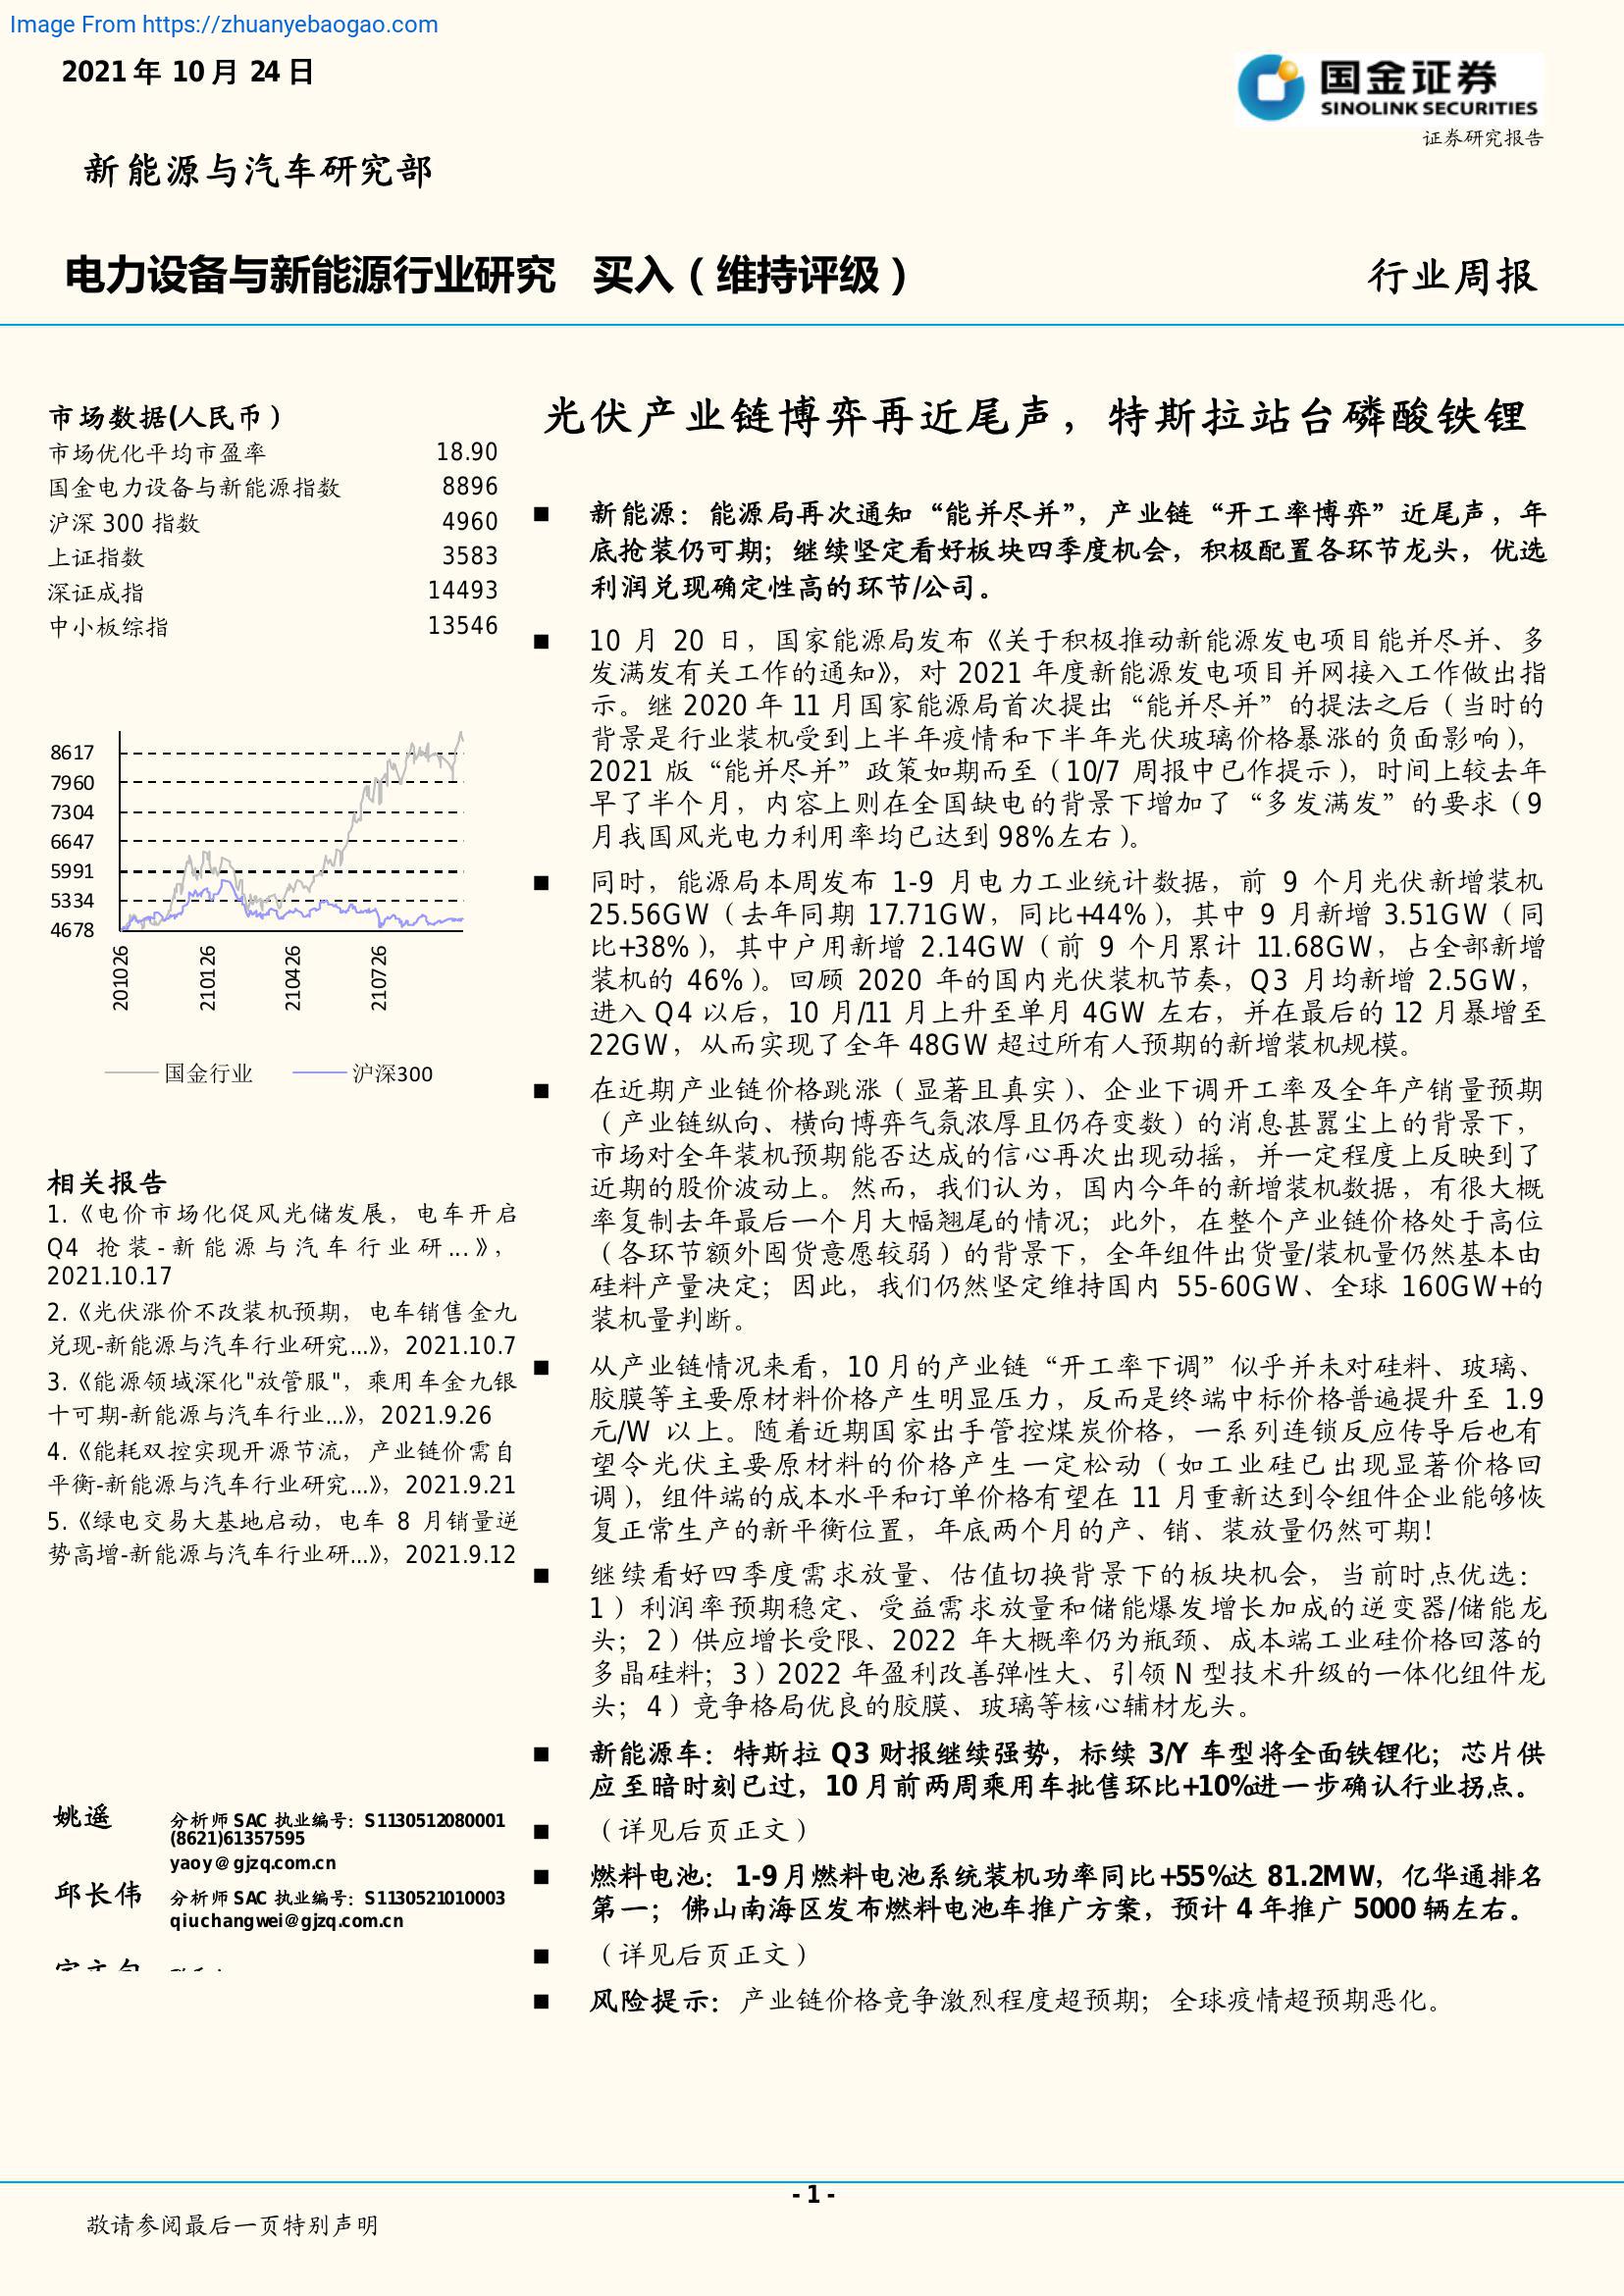 Image From https://zhuanyebaogao.com
2021 年 10 月 24 日
国金证券
SINOLINK SECURITIES
证券研究报告
新能源与汽车研究部
电力设备与新能源行业研究 买入（维持评级）
行业周报
市场数据(人民币）
市场优化平均市盈率 18.90
国金电力设备与新能源指数 8896
沪深 300 指数 4960
上证指数 3583
深证成指 14493
中小板综指 13546
8617
7960
7304
6647
5991
5334
4678
201026
210126
210426
210726
国金行业 沪深300
相关报告
1.《电价市场化促风光储发展，电车开启
Q4 抢装-新能源与汽车行业研...》，
2021.10.17
2.《光伏涨价不改装机预期，电车销售金九
兑现-新能源与汽车行业研究...》，2021.10.7
3.《能源领域深化"放管服"，乘用车金九银
十可期-新能源与汽车行业...》，2021.9.26
4.《能耗双控实现开源节流，产业链价需自
平衡-新能源与汽车行业研究...》，2021.9.21
5.《绿电交易大基地启动，电车 8 月销量逆
势高增-新能源与汽车行业研...》，2021.9.12
姚遥 分析师 SAC 执业编号：S1130512080001
(8621)61357595
yaoy＠gjzq.com.cn
邱长伟 分析师 SAC 执业编号：S1130521010003
qiuchangwei@gjzq.com.cn
光伏产业链博弈再近尾声，特斯拉站台磷酸铁锂
■ 新能源：能源局再次通知“能并尽并”，产业链“开工率博弈”近尾声，年
底抢装仍可期；继续坚定看好板块四季度机会，积极配置各环节龙头，优选
利润兑现确定性高的环节/公司。
■ 10 月 20 日，国家能源局发布《关于积极推动新能源发电项目能并尽并、多
发满发有关工作的通知》，对 2021 年度新能源发电项目并网接入工作做出指
示。继 2020 年 11 月国家能源局首次提出“能并尽并”的提法之后（当时的
背景是行业装机受到上半年疫情和下半年光伏玻璃价格暴涨的负面影响），
2021 版“能并尽并”政策如期而至（10/7 周报中已作提示），时间上较去年
早了半个月，内容上则在全国缺电的背景下增加了“多发满发”的要求（9
月我国风光电力利用率均已达到 98%左右）。
■ 同时，能源局本周发布 1-9 月电力工业统计数据，前 9 个月光伏新增装机
25.56GW（去年同期 17.71GW，同比+44%），其中 9 月新增 3.51GW（同
比+38%），其中户用新增 2.14GW（前 9 个月累计 11.68GW，占全部新增
装机的 46%）。回顾 2020 年的国内光伏装机节奏，Q3 月均新增 2.5GW，
进入 Q4 以后，10 月/11 月上升至单月 4GW 左右，并在最后的 12 月暴增至
22GW，从而实现了全年 48GW 超过所有人预期的新增装机规模。
■ 在近期产业链价格跳涨（显著且真实）、企业下调开工率及全年产销量预期
（产业链纵向、横向博弈气氛浓厚且仍存变数）的消息甚嚣尘上的背景下，
市场对全年装机预期能否达成的信心再次出现动摇，并一定程度上反映到了
近期的股价波动上。然而，我们认为，国内今年的新增装机数据，有很大概
率复制去年最后一个月大幅翘尾的情况；此外，在整个产业链价格处于高位
（各环节额外囤货意愿较弱）的背景下，全年组件出货量/装机量仍然基本由
硅料产量决定；因此，我们仍然坚定维持国内 55-60GW、全球 160GW+的
装机量判断。
■ 从产业链情况来看，10 月的产业链“开工率下调”似乎并未对硅料、玻璃、
胶膜等主要原材料价格产生明显压力，反而是终端中标价格普遍提升至 1.9
元/W 以上。随着近期国家出手管控煤炭价格，一系列连锁反应传导后也有
望令光伏主要原材料的价格产生一定松动（如工业硅已出现显著价格回
调），组件端的成本水平和订单价格有望在 11 月重新达到令组件企业能够恢
复正常生产的新平衡位置，年底两个月的产、销、装放量仍然可期！
■ 继续看好四季度需求放量、估值切换背景下的板块机会，当前时点优选：
1）利润率预期稳定、受益需求放量和储能爆发增长加成的逆变器/储能龙
头；2）供应增长受限、2022 年大概率仍为瓶颈、成本端工业硅价格回落的
多晶硅料；3）2022 年盈利改善弹性大、引领 N 型技术升级的一体化组件龙
头；4）竞争格局优良的胶膜、玻璃等核心辅材龙头。
■ 新能源车：特斯拉 Q3 财报继续强势，标续 3/Y 车型将全面铁锂化；芯片供
应至暗时刻已过，10 月前两周乘用车批售环比+10%进一步确认行业拐点。
■ （详见后页正文）
■ 燃料电池：1-9 月燃料电池系统装机功率同比+55%达 81.2MW，亿华通排名
第一；佛山南海区发布燃料电池车推广方案，预计 4 年推广 5000 辆左右。
■ （详见后页正文）
■ 风险提示：产业链价格竞争激烈程度超预期；全球疫情超预期恶化。
- 1 -
敬请参阅最后一页特别声明